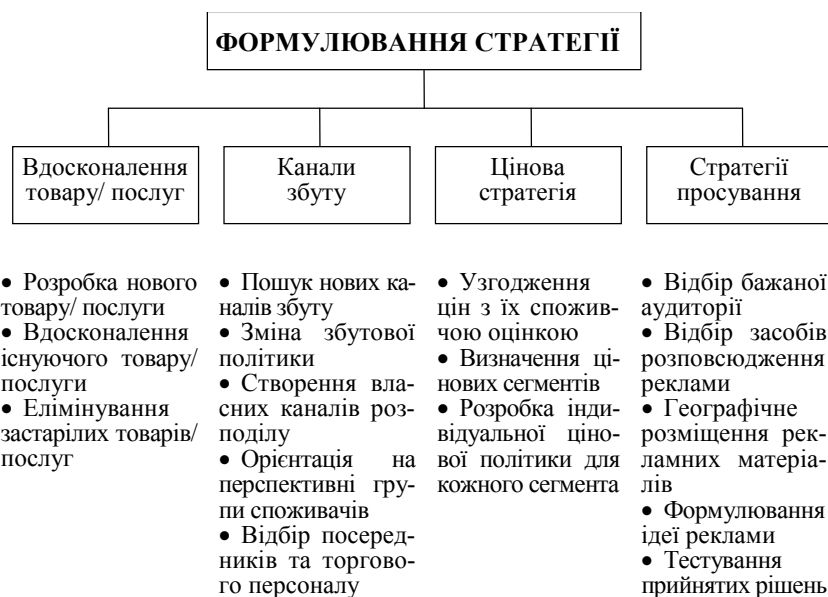 ФОРМУЛЮВАННЯ СТРАТЕГІЇ
Вдосконалення
товару/ послуг
Канали
збуту
Цінова
стратегія
Стратегії
просування
• Розробка нового
товару/ послуги
• Вдосконалення
існуючого товару/
послуги
• Елімінування
застарілих товарів/
послуг
• Пошук нових ка-
налів збуту
• Зміна збутової
політики
• Створення вла-
сних каналів роз-
поділу
• Орієнтація на
перспективні гру-
пи споживачів
• Відбір посеред-
ників та торгово-
го персоналу
• Узгодження
цін з їх спожив-
чою оцінкою
• Визначення ці-
нових сегментів
• Розробка інди-
відуальної ціно-
вої політики для
кожного сегмента
• Відбір бажаної
аудиторії
• Відбір засобів
розповсюдження
реклами
• Географічне
розміщення рек-
ламних матеріа-
лів
• Формулювання
ідеї реклами
• Тестування
прийнятих рішень